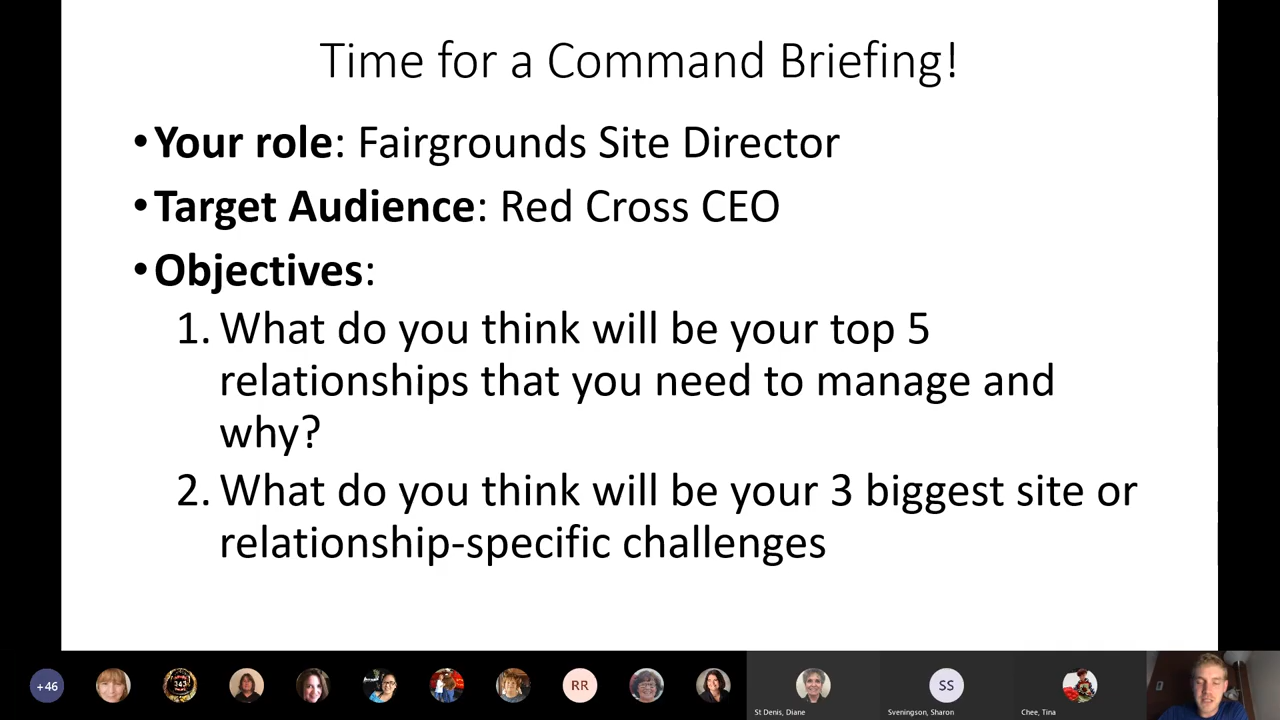 Time for a Command Briefing!
•Your role: Fairgrounds Site Director
•Target Audience: Red Cross CEO
•Objectives:
1. What do you think will be your top 5
relationships that you need to manage and
why?
2. What do you think will be your 3 biggest site or
relationship-specific challenges
+46
343
RR
SS
St Denis, Diane
Sveningson, Sharon
Chee, Tina